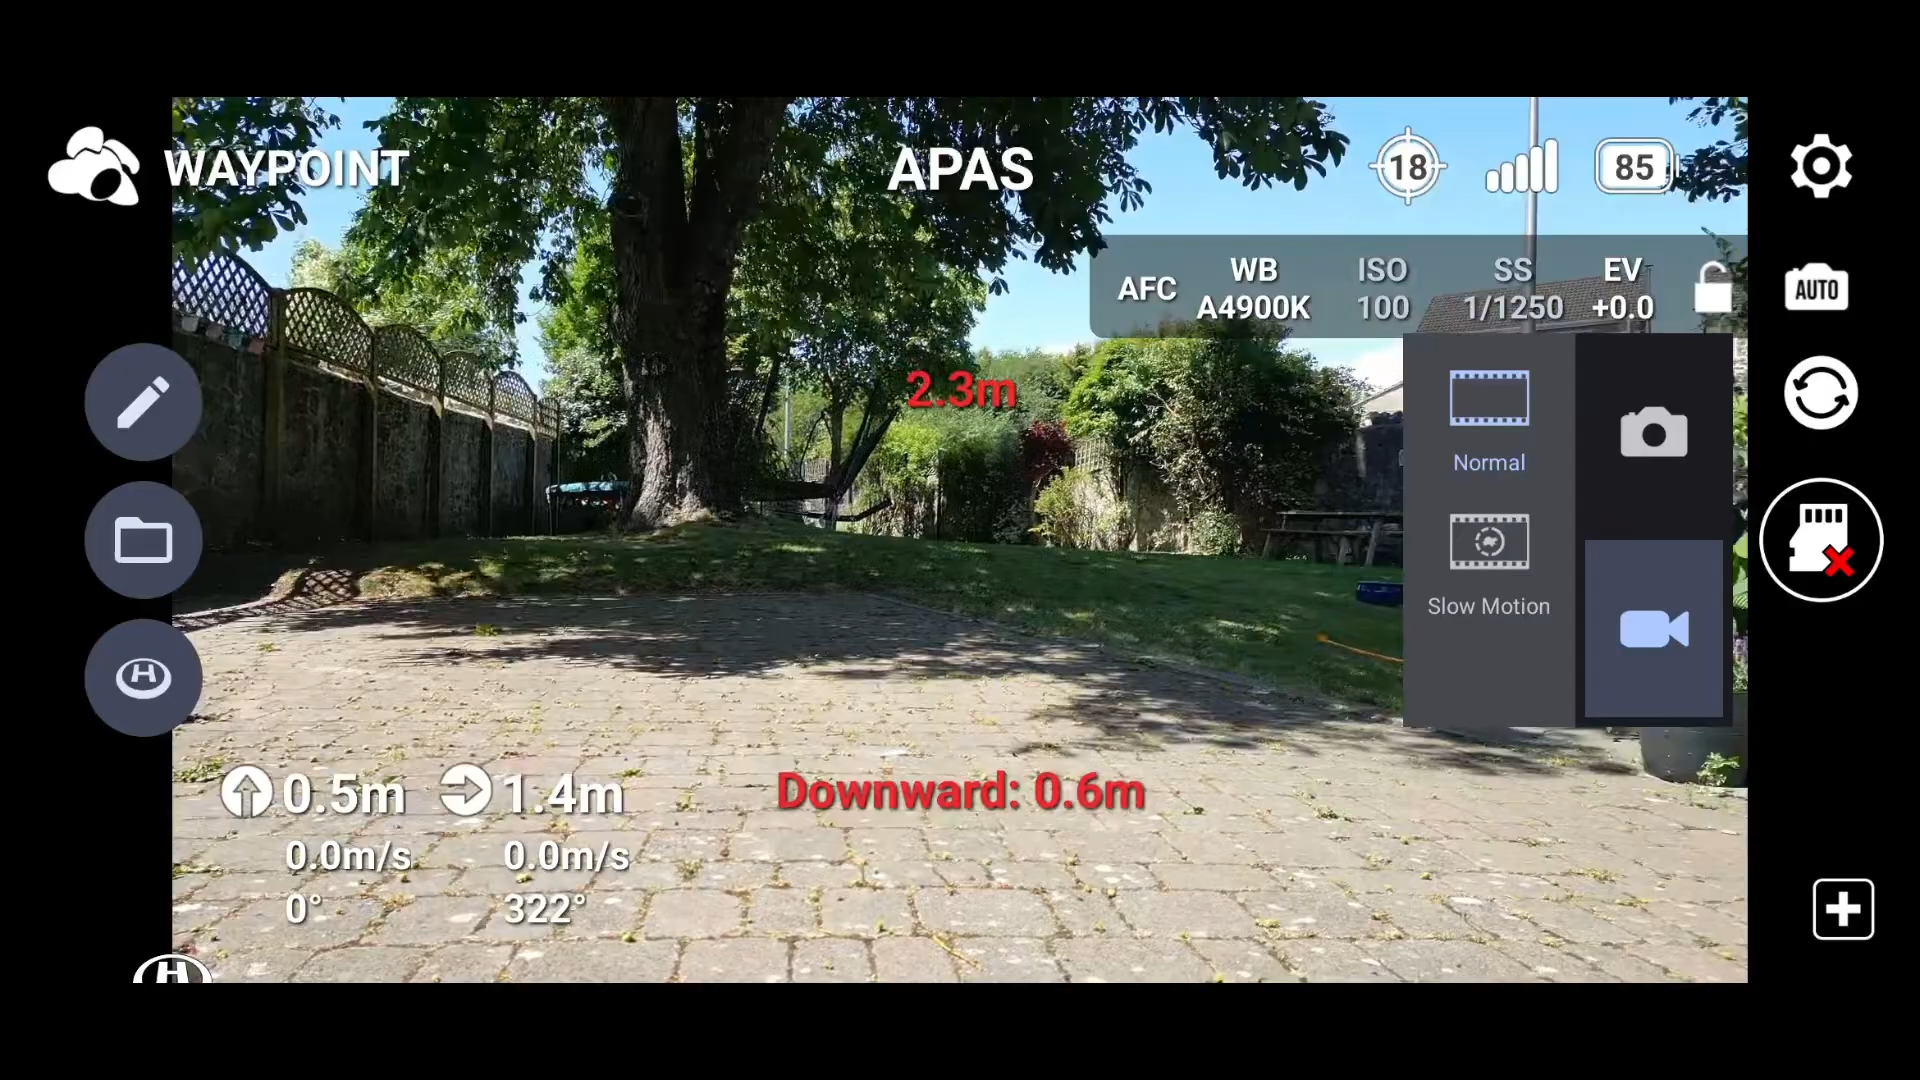 WAYPOINT
APAS
18
85
AUTO
AFC
WB
A4900K
ISO
100
SS
1/1250
EV
+0.0
2.3m
Normal
Slow Motion
H
0.5m
1.4m
Downward: 0.6m
0.0m/s
0.0m/s
0°
322°
H